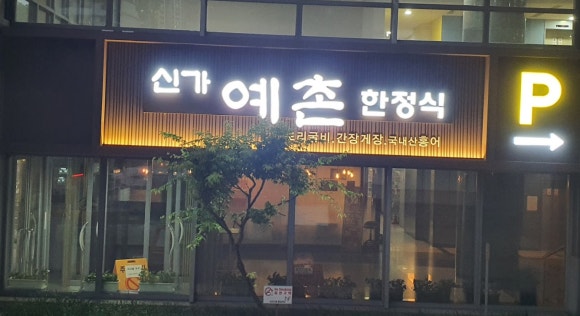 신가 예촌 한정식
P
간장게장.국내산홍어